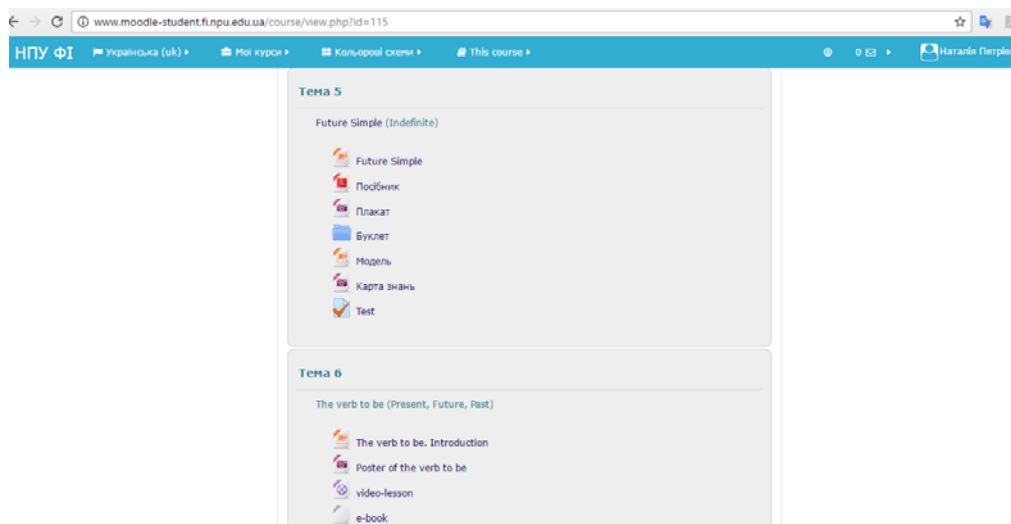 www.moodle-student.fi.npu.edu.ua/course/view.php?id=115
НПУ ФІ Українська (uk) Мої курси Кольорові схеми This course 0 Наталія Петрів
Тема 5
Future Simple (Indefinite)
Future Simple
Посібник
Плакат
Буклет
Модель
Карта знань
Test
Тема 6
The verb to be (Present, Future, Past)
The verb to be. Introduction
Poster of the verb to be
video-lesson
e-book